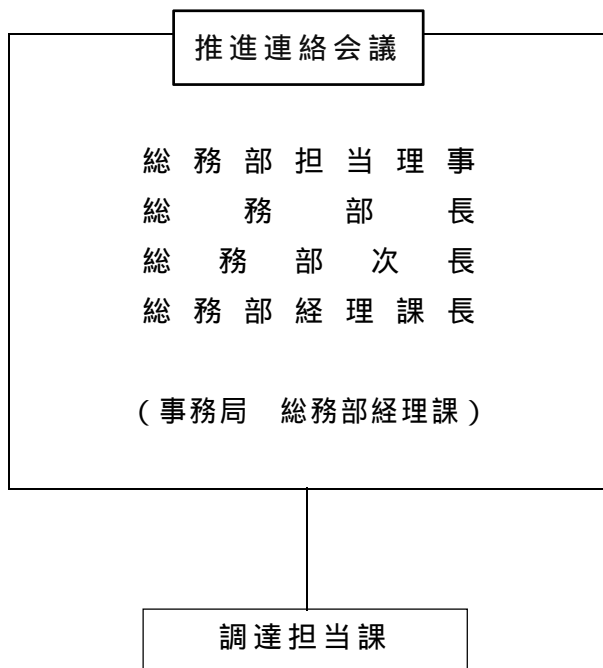 推進連絡会議
総務部担当理事
総務部長
総務部次長
総務部経理課長
（事務局　総務部経理課）
調達担当課